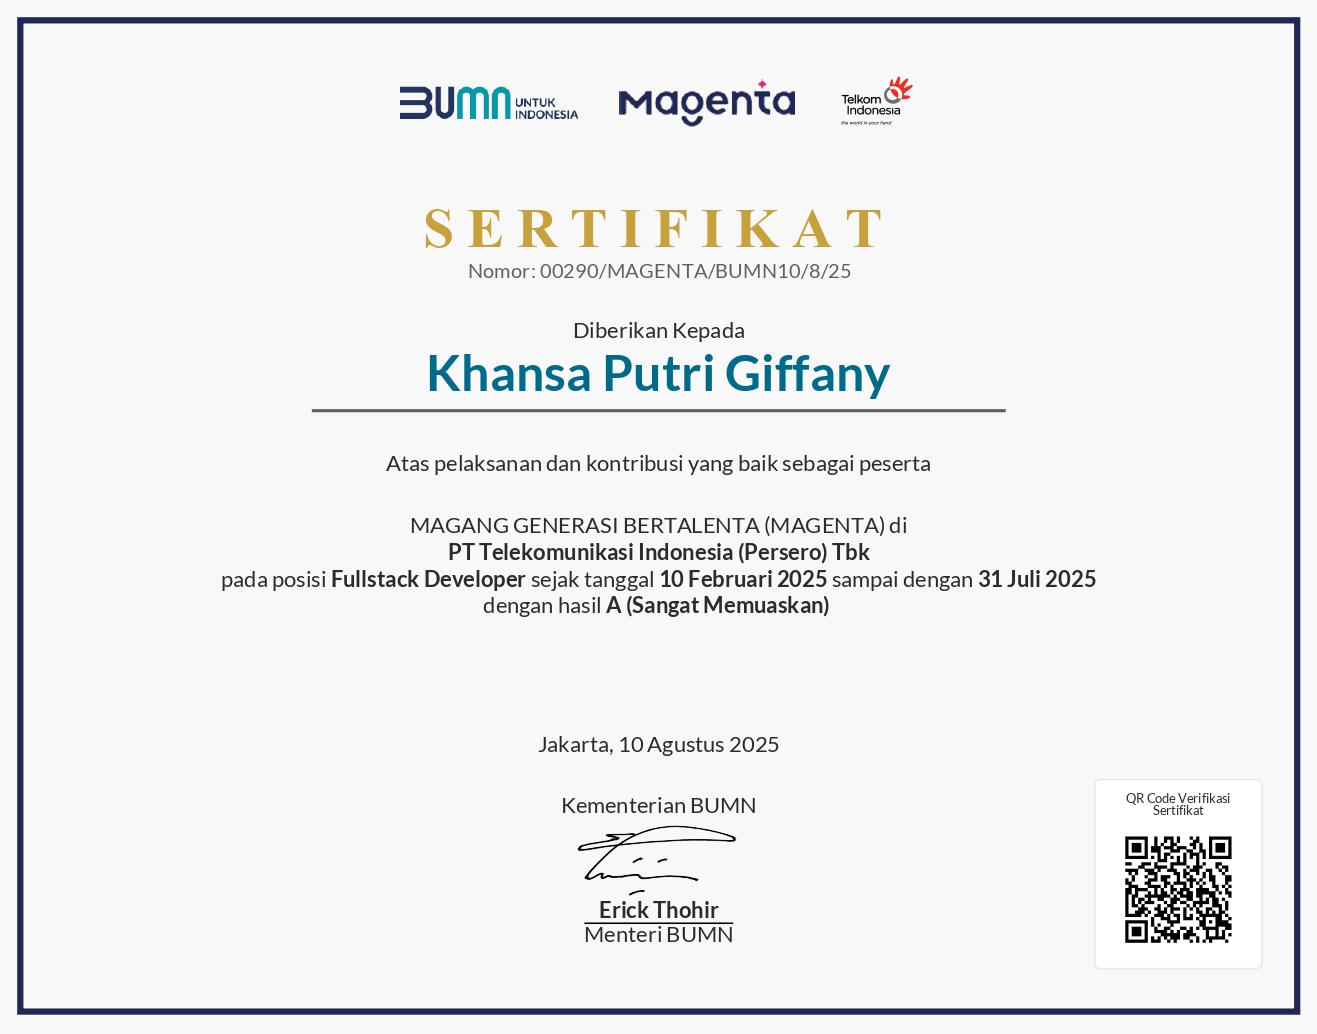 BUMN UNTUK INDONESIA
Magenta
Telkom Indonesia
the world in your hand
SERTIFIKAT
Nomor: 00290/MAGENTA/BUMN10/8/25
Diberikan Kepada
Khansa Putri Giffany
Atas pelaksanan dan kontribusi yang baik sebagai peserta
MAGANG GENERASI BERTALENTA (MAGENTA) di
PT Telekomunikasi Indonesia (Persero) Tbk
pada posisi Fullstack Developer sejak tanggal 10 Februari 2025 sampai dengan 31 Juli 2025
dengan hasil A (Sangat Memuaskan)
Jakarta, 10 Agustus 2025
Kementerian BUMN
Erick Thohir
Menteri BUMN
QR Code Verifikasi
Sertifikat